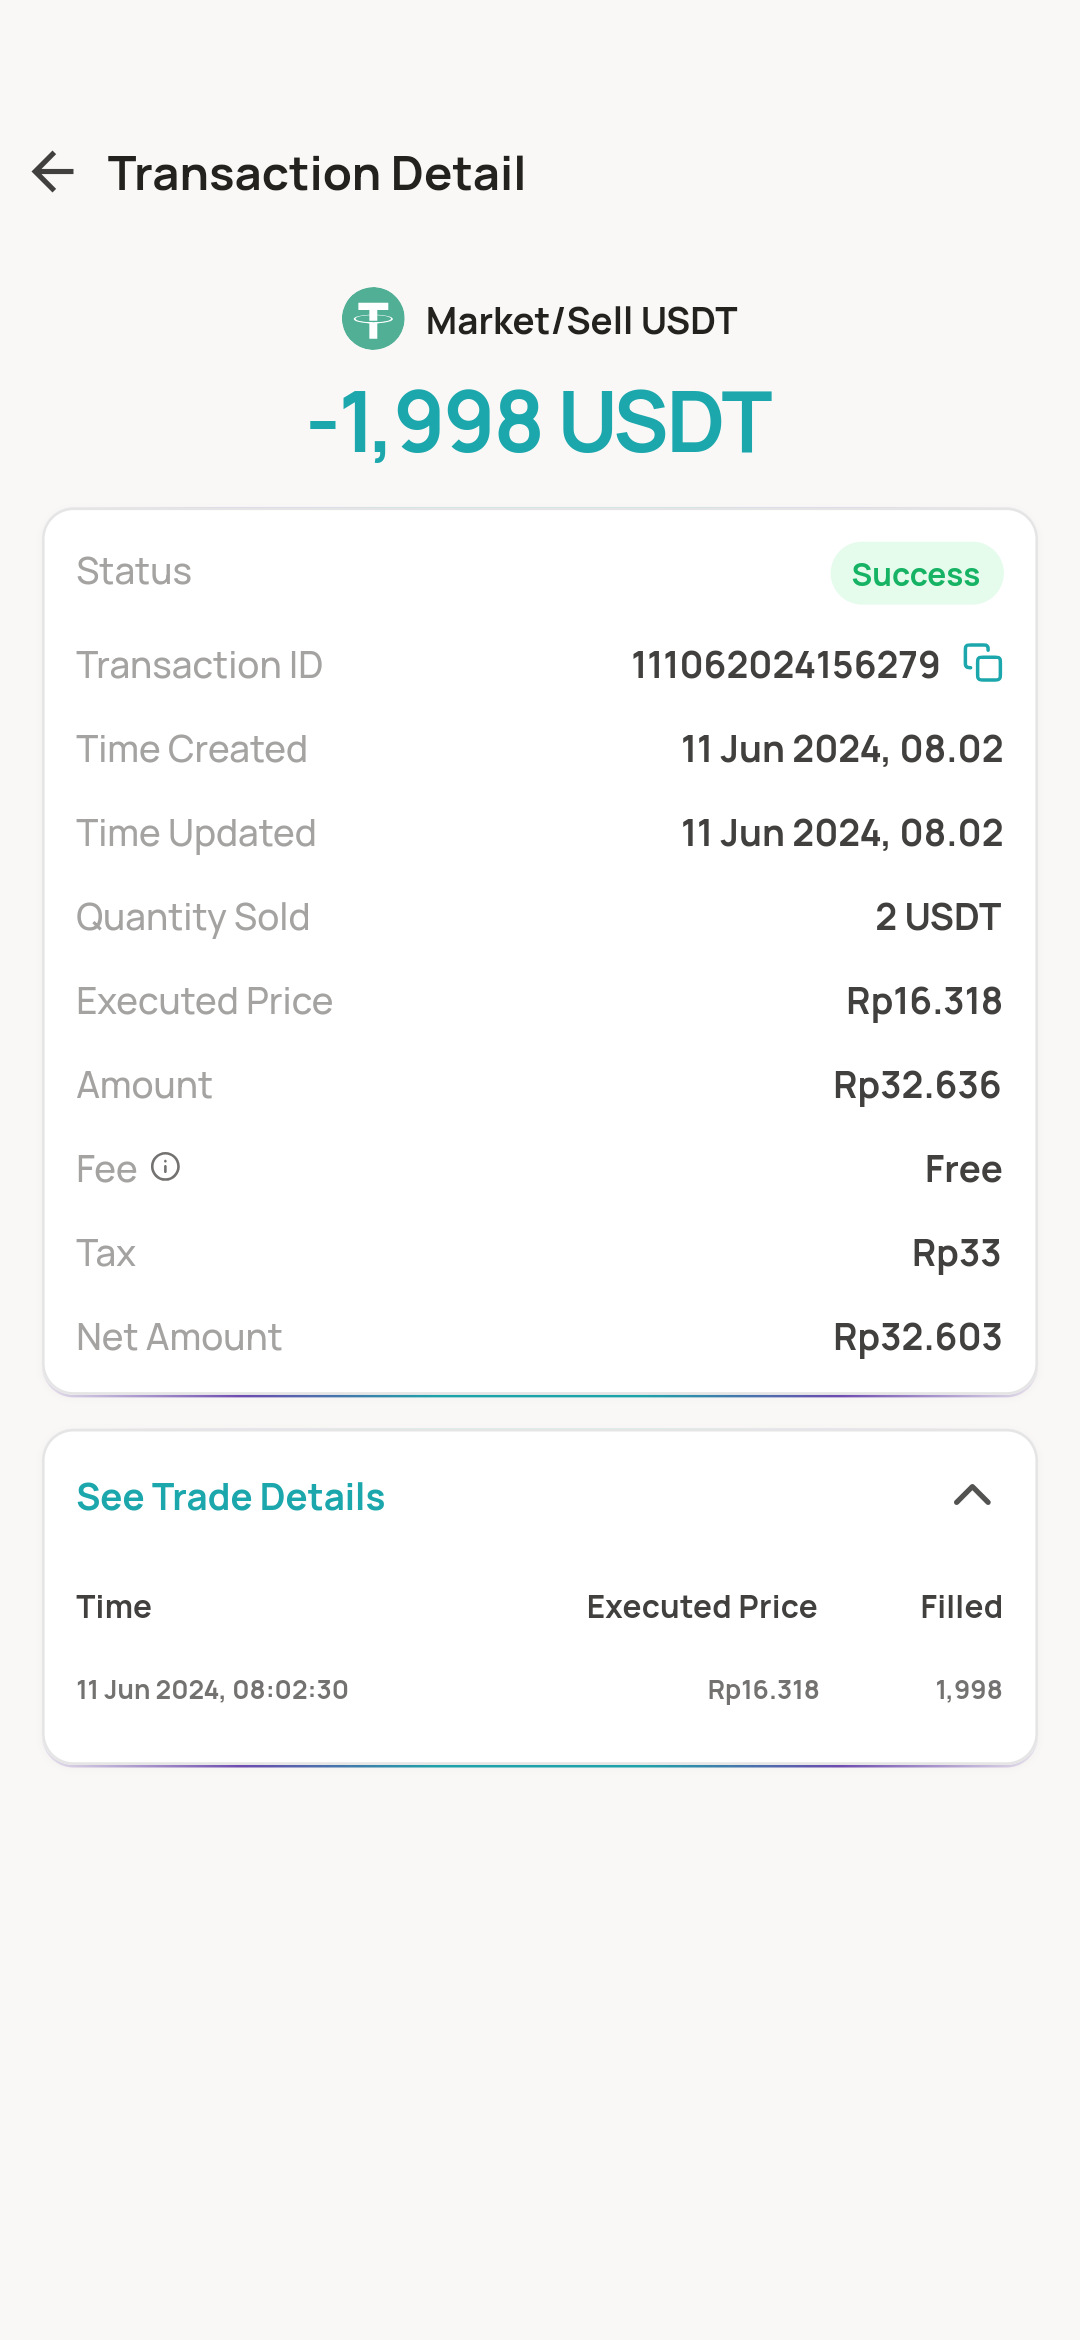 Transaction Detail
Market/Sell USDT
-1,998 USDT
Status Success
Transaction ID 111062024156279
Time Created 11 Jun 2024, 08.02
Time Updated 11 Jun 2024, 08.02
Quantity Sold 2 USDT
Executed Price Rp16.318
Amount Rp32.636
Fee Free
Tax Rp33
Net Amount Rp32.603
See Trade Details
Time Executed Price Filled
11 Jun 2024, 08:02:30 Rp16.318 1,998